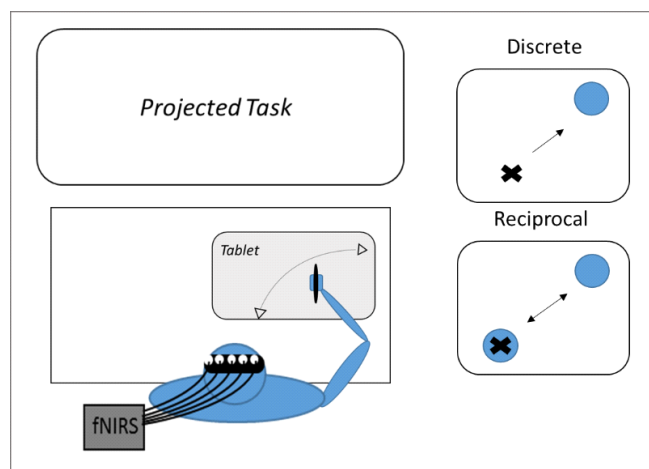 Projected Task
Discrete
Reciprocal
Tablet
fNIRS